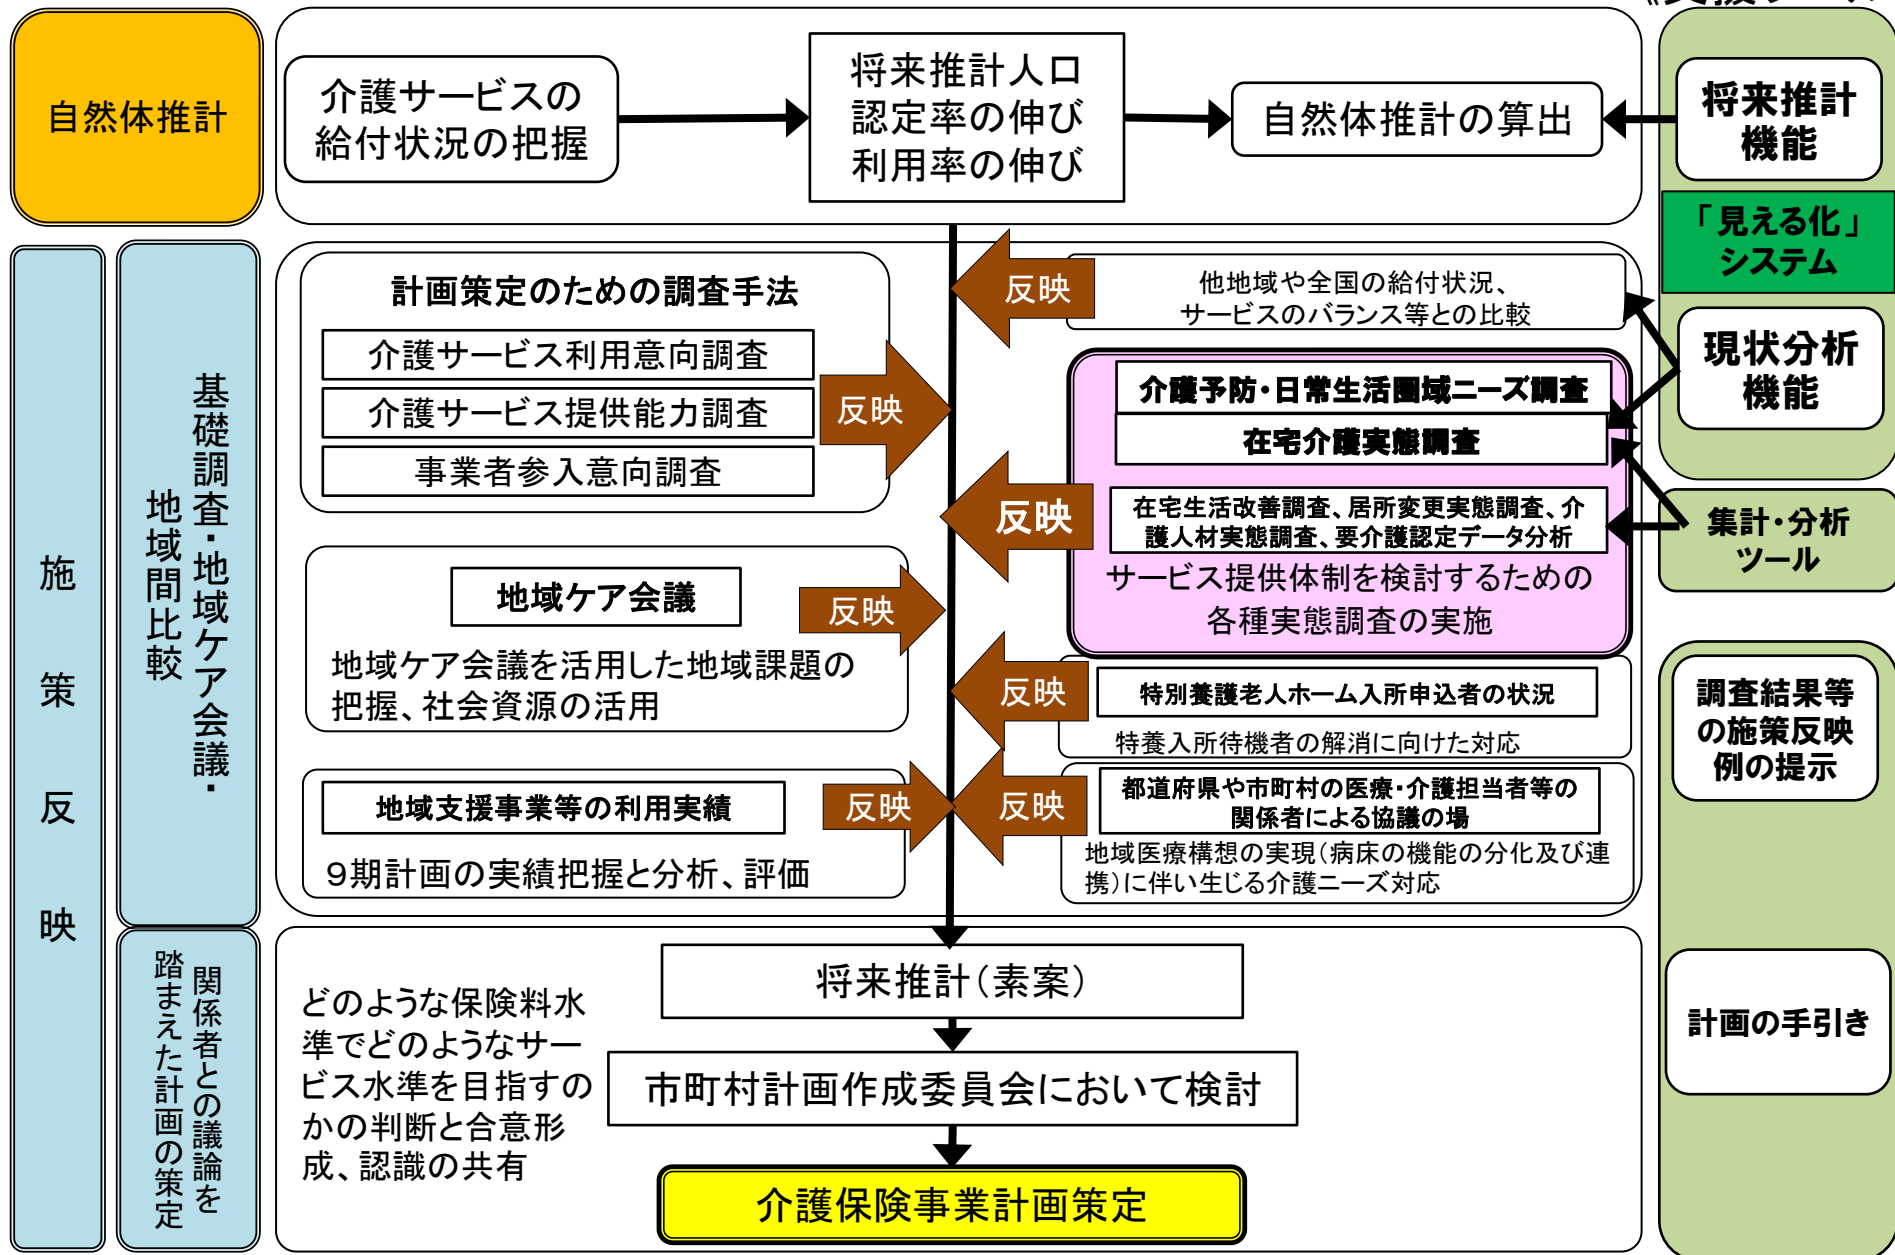 自然体推計
介護サービスの
給付状況の把握
将来推計人口
認定率の伸び
利用率の伸び
自然体推計の算出
将来推計
機能
「見える化」
システム
現状分析
機能
集計・分析
ツール
調査結果等
の施策反映
例の提示
計画の手引き
施策反映
基礎調査・地域ケア会議・
地域間比較
計画策定のための調査手法
介護サービス利用意向調査
介護サービス提供能力調査
事業者参入意向調査
反映
反映
他地域や全国の給付状況、
サービスのバランス等との比較
介護予防・日常生活圏域ニーズ調査
在宅介護実態調査
在宅生活改善調査、居所変更実態調査、介
護人材実態調査、要介護認定データ分析
サービス提供体制を検討するための
各種実態調査の実施
反映
地域ケア会議
地域ケア会議を活用した地域課題の
把握、社会資源の活用
反映
反映
特別養護老人ホーム入所申込者の状況
特養入所待機者の解消に向けた対応
地域支援事業等の利用実績
９期計画の実績把握と分析、評価
反映
反映
都道府県や市町村の医療・介護担当者等の
関係者による協議の場
地域医療構想の実現（病床の機能の分化及び連
携）に伴い生じる介護ニーズ対応
関係者との議論を
踏まえた計画の策定
どのような保険料水
準でどのようなサー
ビス水準を目指すの
かの判断と合意形
成、認識の共有
将来推計（素案）
市町村計画作成委員会において検討
介護保険事業計画策定